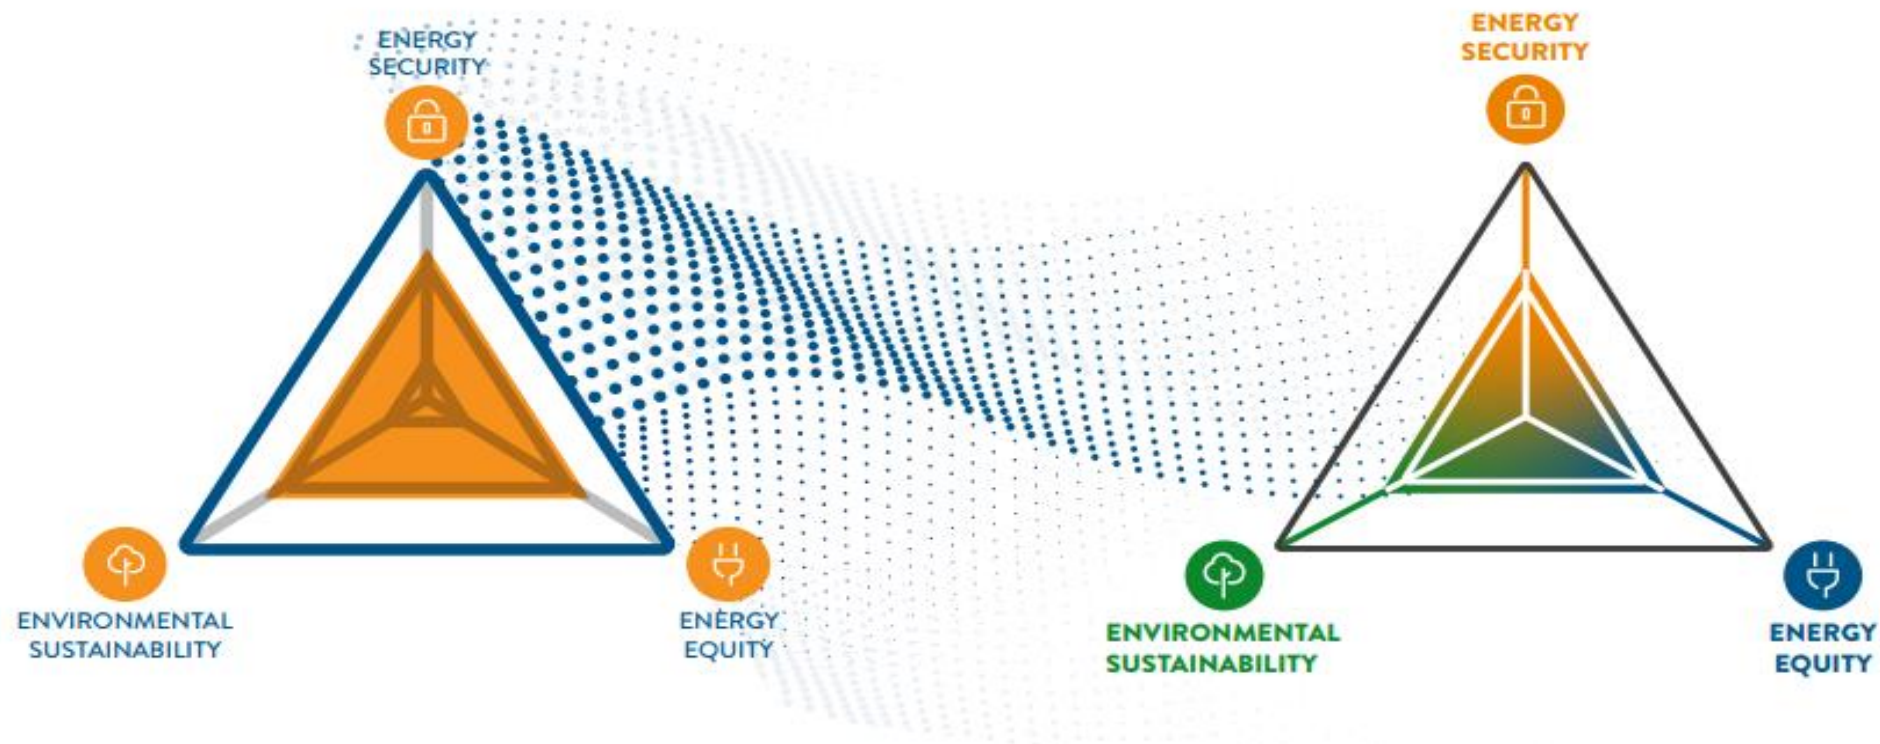 ENERGY
SECURITY
ENVIRONMENTAL
SUSTAINABILITY
ENERGY
EQUITY
ENERGY
SECURITY
ENVIRONMENTAL
SUSTAINABILITY
ENERGY
EQUITY